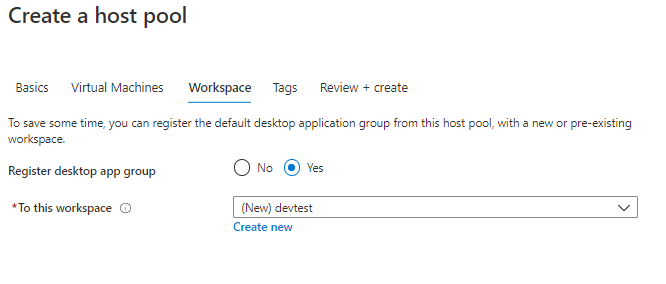 Create a host pool
Basics Virtual Machines Workspace Tags Review + create
To save some time, you can register the default desktop application group from this host pool, with a new or pre-existing
workspace.
Register desktop app group No Yes
*To this workspace (New) devtest
Create new